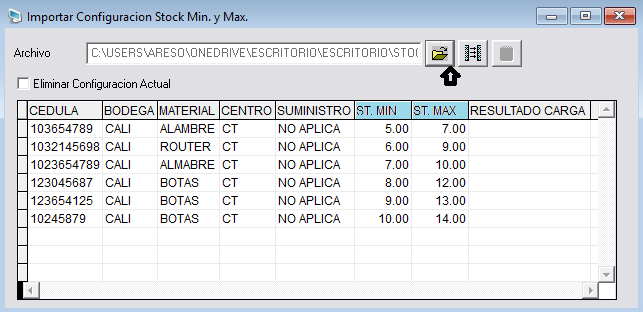 Importar Configuracion Stock Min. y Max.
Archivo C:\USERS\ARESO\ONEDRIVE\ESCRITORIO\ESCRITORIO\STOC
Eliminar Configuracion Actual
CEDULA BODEGA MATERIAL CENTRO SUMINISTRO ST. MIN ST. MAX RESULTADO CARGA
103654789 CALI ALAMBRE CT NO APLICA 5.00 7.00
1032145698 CALI ROUTER CT NO APLICA 6.00 9.00
1023654789 CALI ALMABRE CT NO APLICA 7.00 10.00
123045687 CALI BOTAS CT NO APLICA 8.00 12.00
123654125 CALI BOTAS CT NO APLICA 9.00 13.00
10245879 CALI BOTAS CT NO APLICA 10.00 14.00